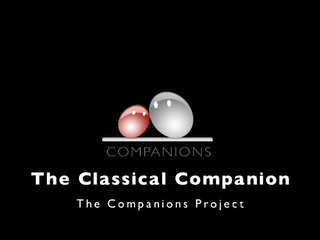 COMPANIONS
The Classical Companion
The Companions Project